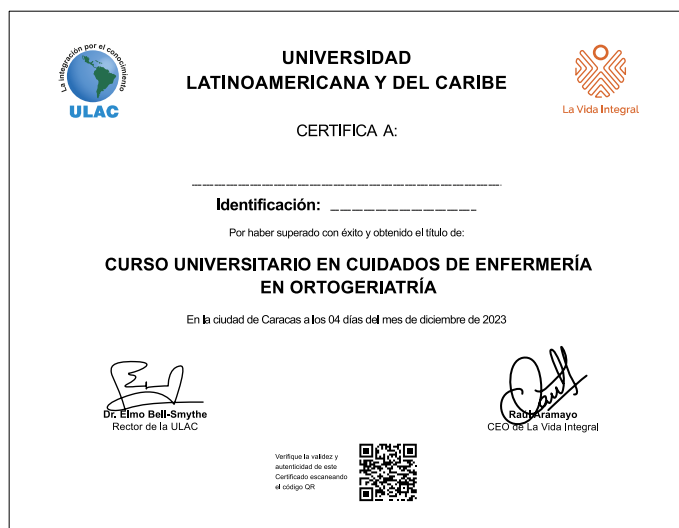 La integración por el conocimiento
ULAC
UNIVERSIDAD
LATINOAMERICANA Y DEL CARIBE
La Vida Integral
CERTIFICA A:
Identificación:
Por haber superado con éxito y obtenido el título de:
CURSO UNIVERSITARIO EN CUIDADOS DE ENFERMERÍA
EN ORTOGERIATRÍA
En la ciudad de Caracas a los 04 días del mes de diciembre de 2023
Dr. Elmo Bell-Smythe
Rector de la ULAC
Raúl Aramayo
CEO de La Vida Integral
Verifique la validez y
autenticidad de este
Certificado escaneando
el código QR